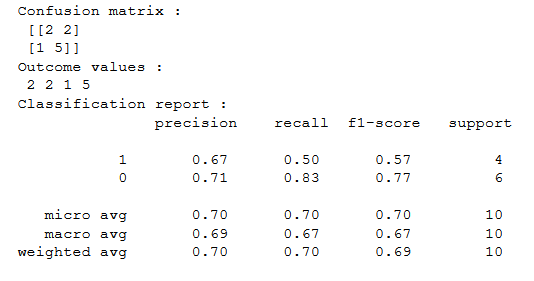 Confusion matrix :
[[2 2]
[1 5]]
Outcome values :
2 2 1 5
Classification report :
precision recall f1-score support
1 0.67 0.50 0.57 4
0 0.71 0.83 0.77 6
micro avg 0.70 0.70 0.70 10
macro avg 0.69 0.67 0.67 10
weighted avg 0.70 0.70 0.69 10